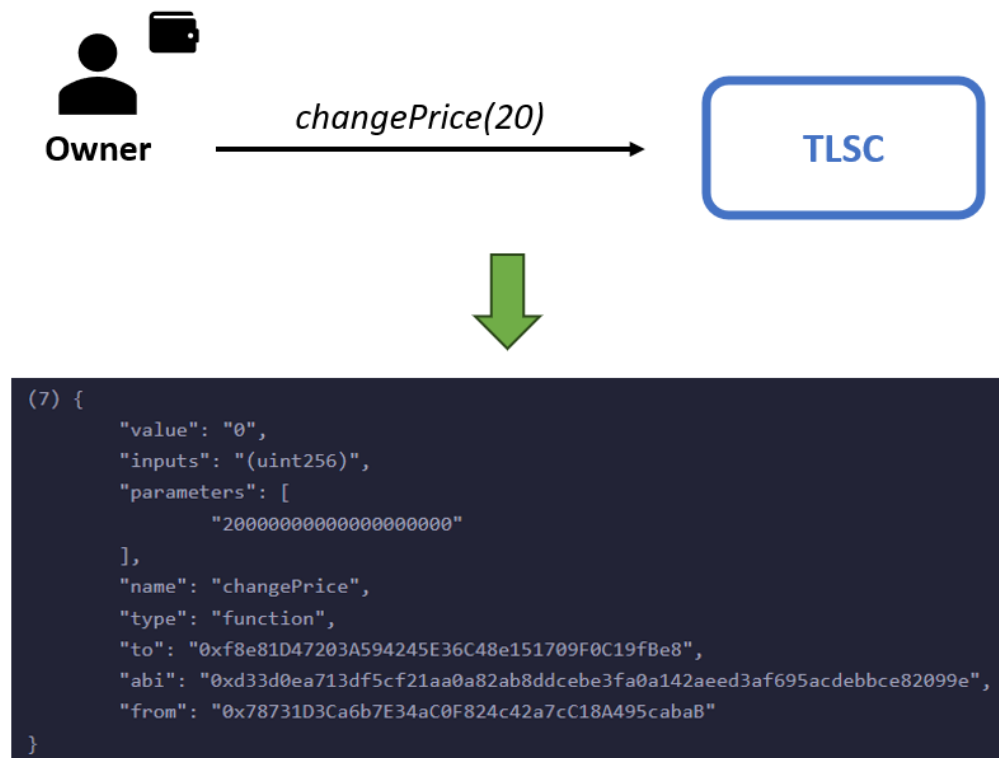 changePrice(20)
Owner
TLSC
(7) {
"value": "0",
"inputs": "(uint256)",
"parameters": [
"20000000000000000000"
],
"name": "changePrice",
"type": "function",
"to": "0xf8e81D47203A594245E36C48e151709F0C19fBe8",
"abi": "0xd33d0ea713df5cf21aa0a82ab8ddcebe3fa0a142aeed3af695acdebbce82099e",
"from": "0x78731D3Ca6b7E34aC0F824c42a7cC18A495cabaB"
}